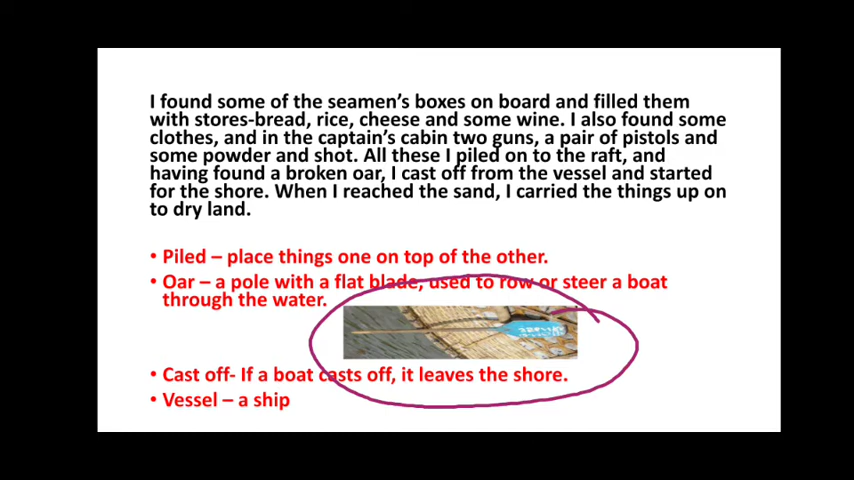 I found some of the seamen's boxes on board and filled them
with stores-bread, rice, cheese and some wine. I also found some
clothes, and in the captain's cabin two guns, a pair of pistols and
some powder and shot. All these I piled on to the raft, and
having found a broken oar, I cast off from the vessel and started
for the shore. When I reached the sand, I carried the things up on
to dry land.
• Piled – place things one on top of the other.
• Oar – a pole with a flat blade, used to row or steer a boat
through the water.
• Cast off- If a boat casts off, it leaves the shore.
• Vessel – a ship